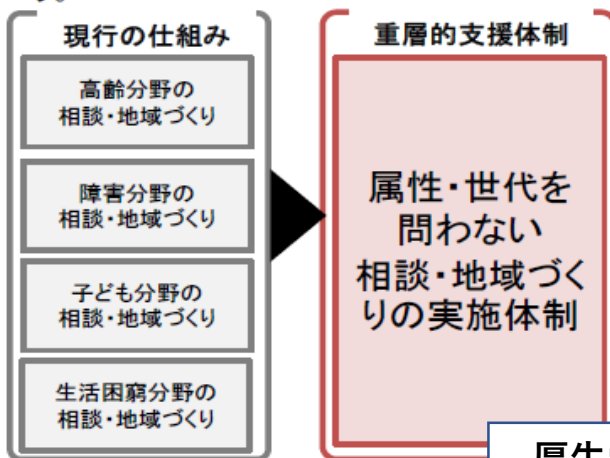 現行の仕組み
高齢分野の
相談・地域づくり
障害分野の
相談・地域づくり
子ども分野の
相談・地域づくり
生活困窮分野の
相談・地域づくり
重層的支援体制
属性・世代を
問わない
相談・地域づく
りの実施体制
厚生